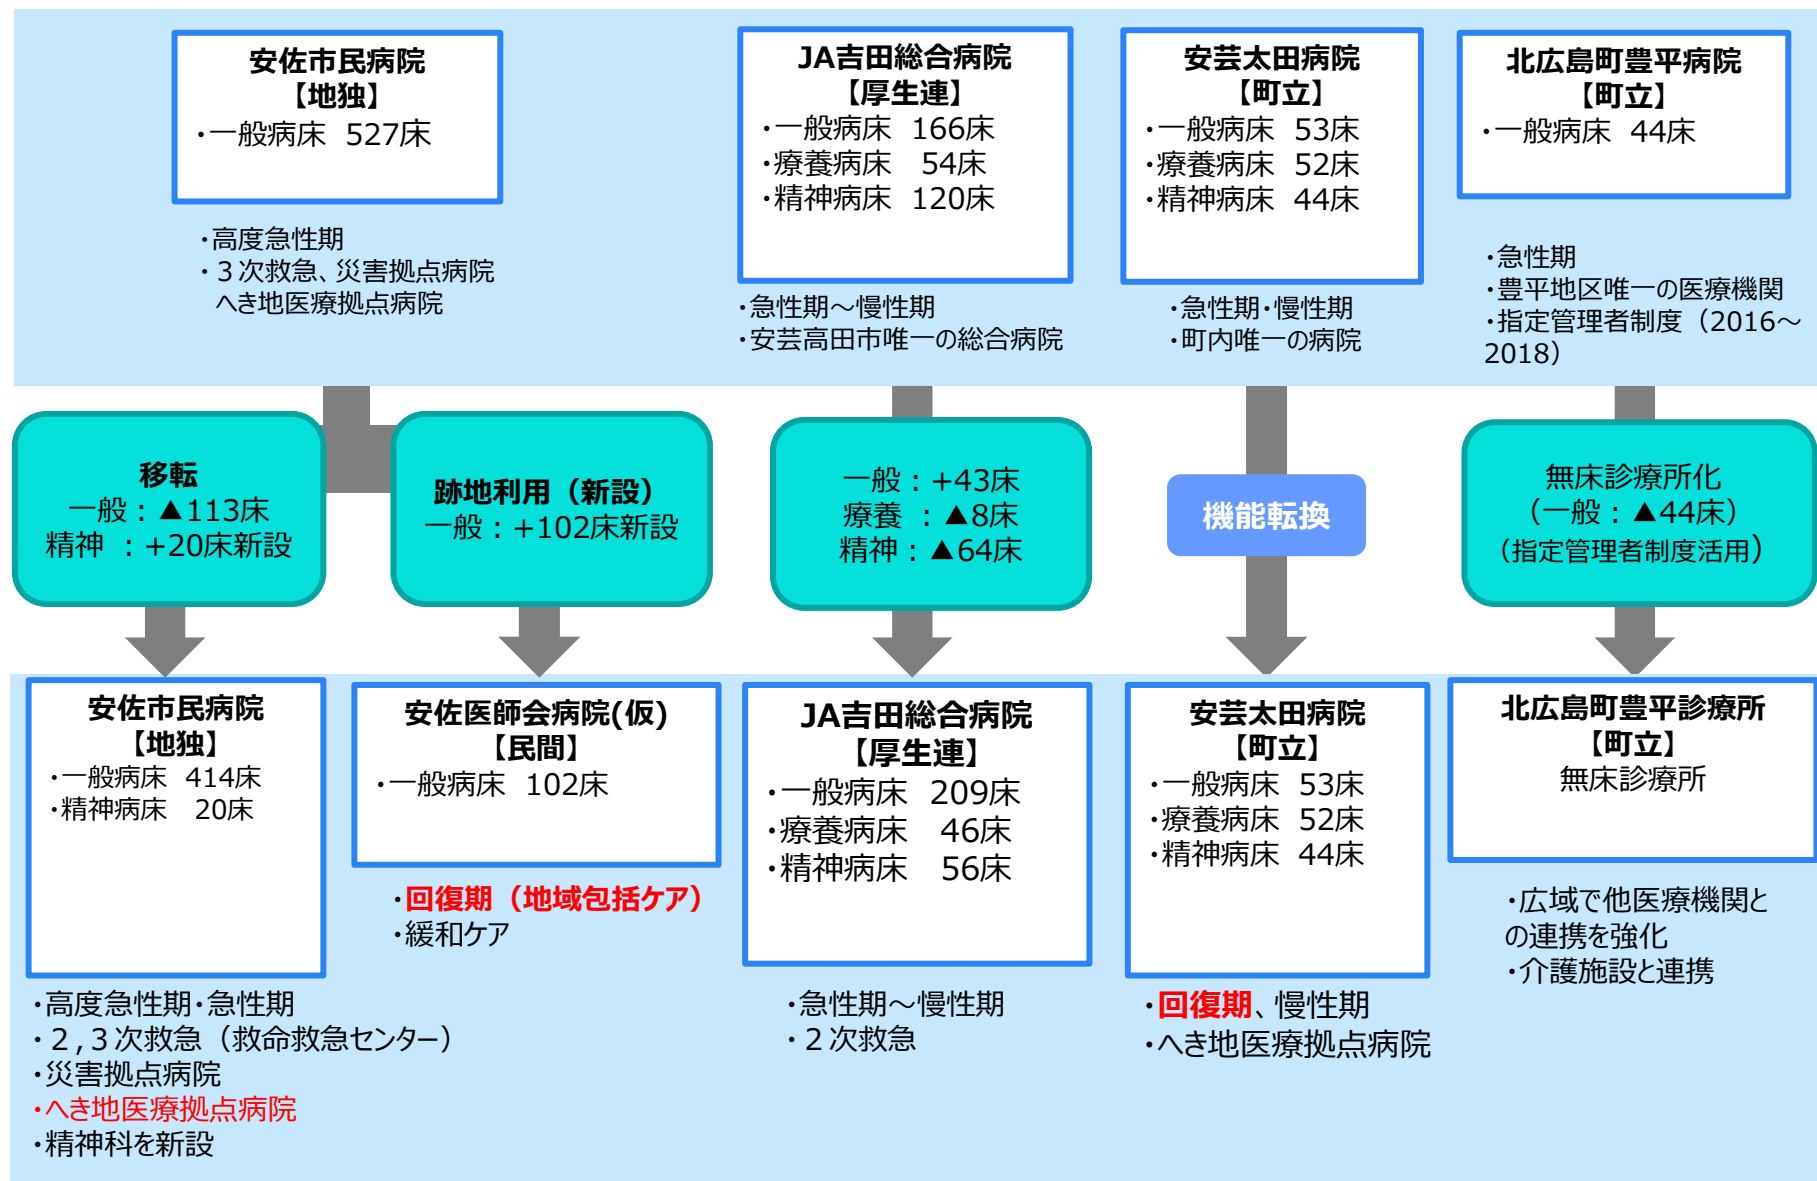 安佐市民病院
【地独】
・一般病床 527床
・高度急性期
・３次救急、災害拠点病院
へき地医療拠点病院
JA吉田総合病院
【厚生連】
・一般病床 166床
・療養病床 54床
・精神病床 120床
・急性期～慢性期
・安芸高田市唯一の総合病院
安芸太田病院
【町立】
・一般病床 53床
・療養病床 52床
・精神病床 44床
・急性期・慢性期
・町内唯一の病院
北広島町豊平病院
【町立】
・一般病床 44床
・急性期
・豊平地区唯一の医療機関
・指定管理者制度（2016～
2018）
移転
一般：▲113床
精神 ：+20床新設
跡地利用（新設）
一般：+102床新設
一般：+43床
療養 ：▲8床
精神：▲64床
機能転換
無床診療所化
（一般：▲44床）
（指定管理者制度活用）
安佐市民病院
【地独】
・一般病床 414床
・精神病床 20床
・高度急性期・急性期
・２,３次救急（救命救急センター）
・災害拠点病院
・へき地医療拠点病院
・精神科を新設
安佐医師会病院(仮)
【民間】
・一般病床 102床
・回復期（地域包括ケア）
・緩和ケア
JA吉田総合病院
【厚生連】
・一般病床 209床
・療養病床 46床
・精神病床 56床
・急性期～慢性期
・２次救急
安芸太田病院
【町立】
・一般病床 53床
・療養病床 52床
・精神病床 44床
・回復期、慢性期
・へき地医療拠点病院
北広島町豊平診療所
【町立】
無床診療所
・広域で他医療機関と
の連携を強化
・介護施設と連携